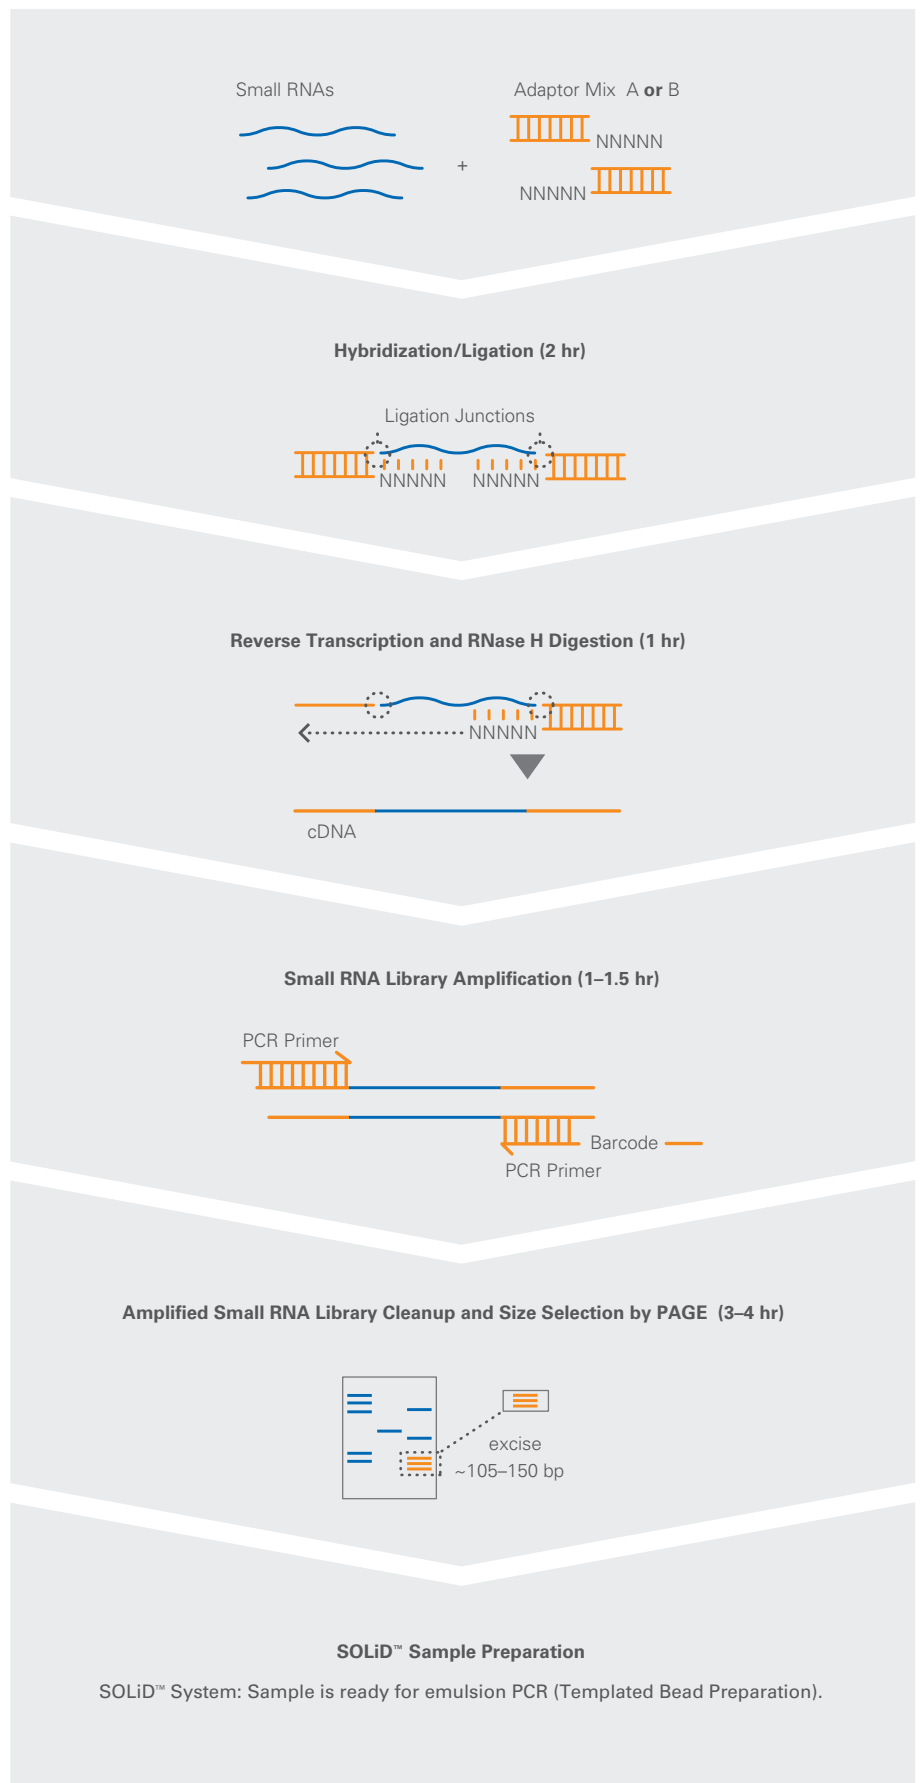 Small RNAs
Adaptor Mix A or B
NNNNN
+
NNNNN
Hybridization/Ligation (2 hr)
Ligation Junctions
NNNNN NNNNN
Reverse Transcription and RNase H Digestion (1 hr)
NNNNN
cDNA
Small RNA Library Amplification (1–1.5 hr)
PCR Primer
Barcode
PCR Primer
Amplified Small RNA Library Cleanup and Size Selection by PAGE (3–4 hr)
excise
~105–150 bp
SOLiD™ Sample Preparation
SOLiD™ System: Sample is ready for emulsion PCR (Templated Bead Preparation).